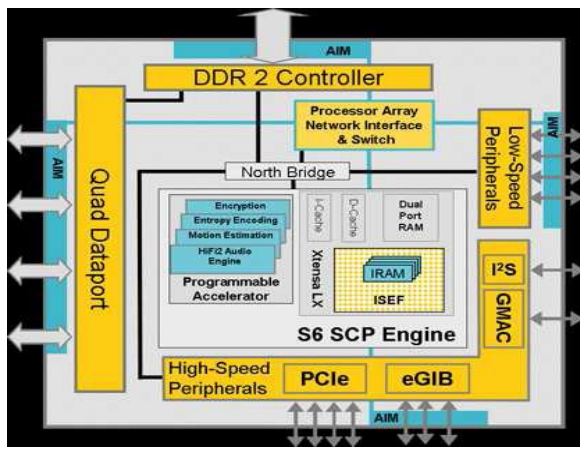 AIM
DDR 2 Controller
Processor Array
Network Interface
& Switch
AIM
Quad Dataport
Low-Speed
Peripherals
AIM
North Bridge
Encryption
Entropy Encoding
Motion Estimation
HiFi2 Audio
Engine
Programmable
Accelerator
I-Cache
D-Cache
Dual
Port
RAM
Xtensa LX
IRAM
ISEF
S6 SCP Engine
I²S
GMAC
High-Speed
Peripherals
PCIe
eGIB
AIM